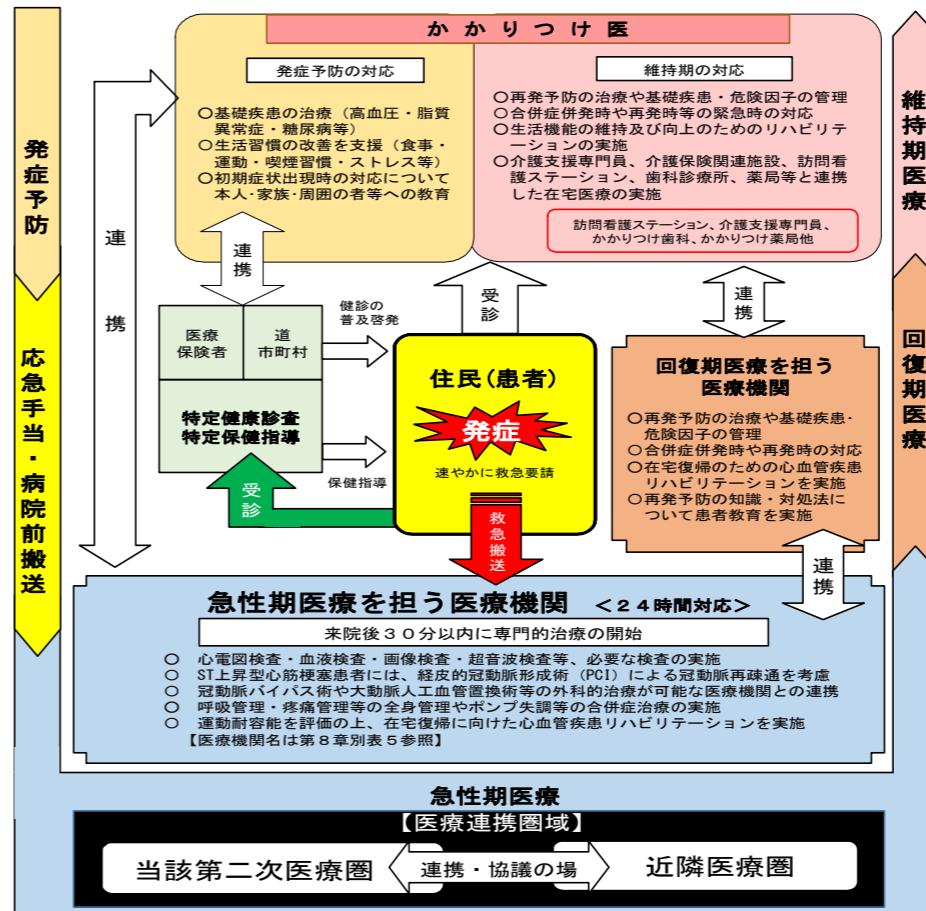 かかりつけ医
発症予防の対応
○基礎疾患の治療（高血圧・脂質
異常症・糖尿病等）
○生活習慣の改善を支援（食事・
運動・喫煙習慣・ストレス等）
○初期症状出現時の対応について
本人・家族・周囲の者等への教育
維持期の対応
○再発予防の治療や基礎疾患・危険因子の管理
○合併症併発時や再発時等の緊急時の対応
○生活機能の維持及び向上のためのリハビリテ
ーションの実施
○介護支援専門員、介護保険関連施設、訪問看
護ステーション、歯科診療所、薬局等と連携
した在宅医療の実施
訪問看護ステーション、介護支援専門員、
かかりつけ歯科、かかりつけ薬局他
発症予防
応急手当・病院前搬送
維持期医療
回復期医療
連携
連携
受診
連携
医療
保険者
道
市町村
健診の
普及啓発
特定健康診査
特定保健指導
保健指導
受診
住民（患者）
発症
速やかに救急要請
救急搬送
回復期医療を担う
医療機関
○再発予防の治療や基礎疾患・
危険因子の管理
○合併症併発時や再発時の対応
○在宅復帰のための心血管疾患
リハビリテーションを実施
○再発予防の知識・対処法に
ついて患者教育を実施
連携
急性期医療を担う医療機関　＜２４時間対応＞
来院後３０分以内に専門的治療の開始
○　心電図検査・血液検査・画像検査・超音波検査等、必要な検査の実施
○　ST上昇型心筋梗塞患者には、経皮的冠動脈形成術（PCI）による冠動脈再疎通を考慮
○　冠動脈バイパス術や大動脈人工血管置換術等の外科的治療が可能な医療機関との連携
○　呼吸管理・疼痛管理等の全身管理やポンプ失調等の合併症治療の実施
○　運動耐容能を評価の上、在宅復帰に向けた心血管疾患リハビリテーションを実施
【医療機関名は第８章別表５参照】
急性期医療
【医療連携圏域】
当該第二次医療圏
連携・協議の場
近隣医療圏